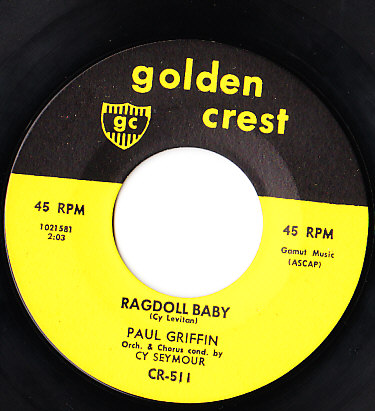 golden
crest
gc
45 RPM
1021581
2:03
45 RPM
Gamut Music
(ASCAP)
RAGDOLL BABY
(Cy Levitan)
PAUL GRIFFIN
Orch. & Chorus cond. by
CY SEYMOUR
CR-511